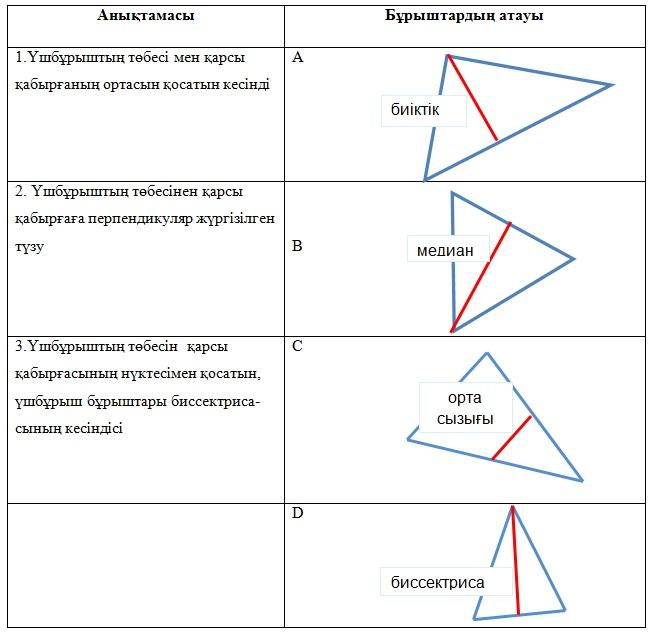 Анықтамасы
Бұрыштардың атауы
1.Үшбұрыштың төбесі мен қарсы
қабырғаның ортасын қосатын кесінді
A
биіктік
2. Үшбұрыштың төбесінен қарсы
қабырғаға перпендикуляр жүргізілген
түзу
B
медиан
3.Үшбұрыштың төбесін қарсы
қабырғасының нүктесімен қосатын,
үшбұрыш бұрыштары биссектриса-
сының кесіндісі
C
орта
сызығы
D
биссектриса